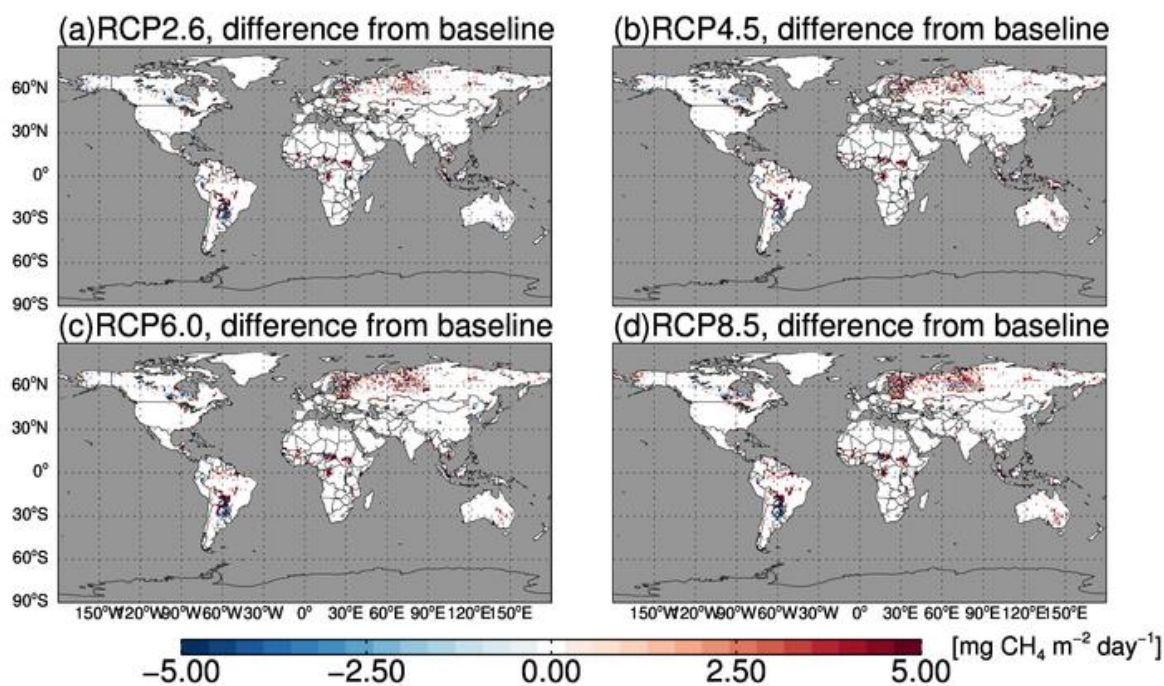 (a)RCP2.6, difference from baseline (b)RCP4.5, difference from baseline
60°N
30°N
0°
30°S
60°S
90°S
(c)RCP6.0, difference from baseline (d)RCP8.5, difference from baseline
60°N
30°N
0°
30°S
60°S
90°S
150°W120°W90°W60°W30°W 0° 30°E 60°E 90°E 120°E150°E 150°W120°W90°W60°W30°W 0° 30°E 60°E 90°E 120°E150°E
−5.00 −2.50 0.00 2.50 5.00 [mg CH₄ m⁻² day⁻¹]